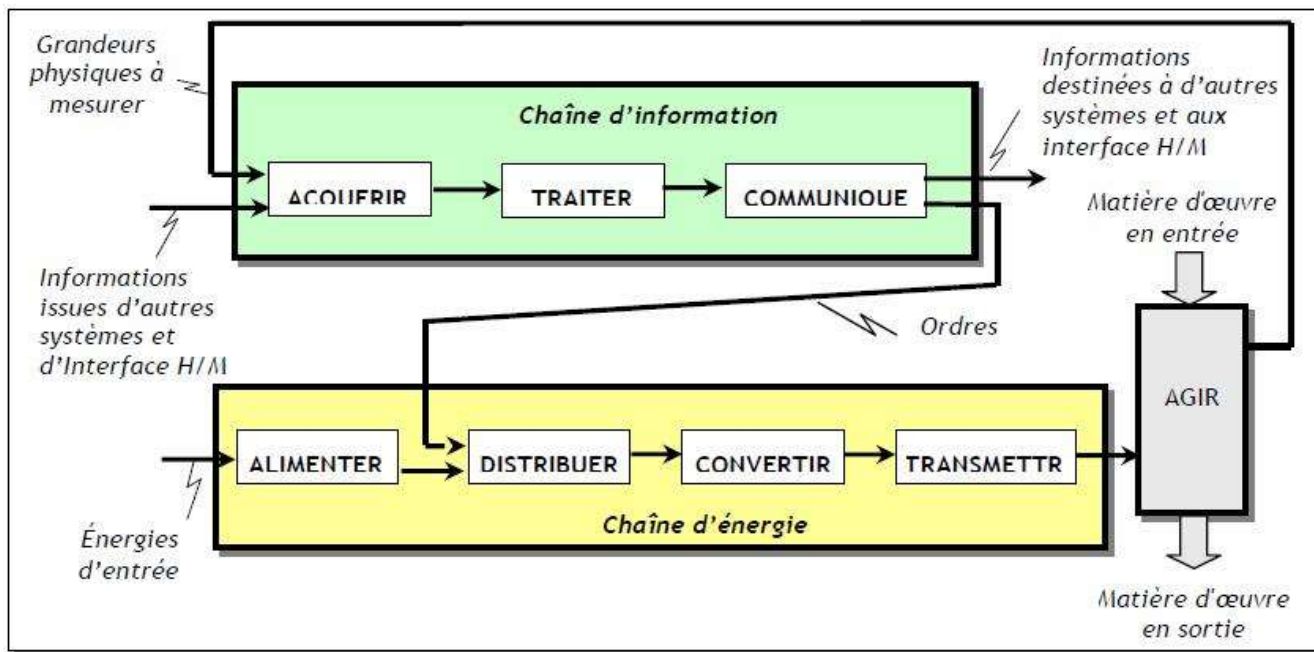 Grandeurs
physiques à
mesurer
Chaîne d'information
Informations
destinées à d'autres
systèmes et aux
interface H/M
ACQUERIR
TRAITER
COMMUNIQUE
Informations
issues d'autres
systèmes et
d'Interface H/M
Ordres
Matière d'œuvre
en entrée
AGIR
ALIMENTER
DISTRIBUER
CONVERTIR
TRANSMETTR
Chaîne d'énergie
Énergies
d'entrée
Matière d'œuvre
en sortie